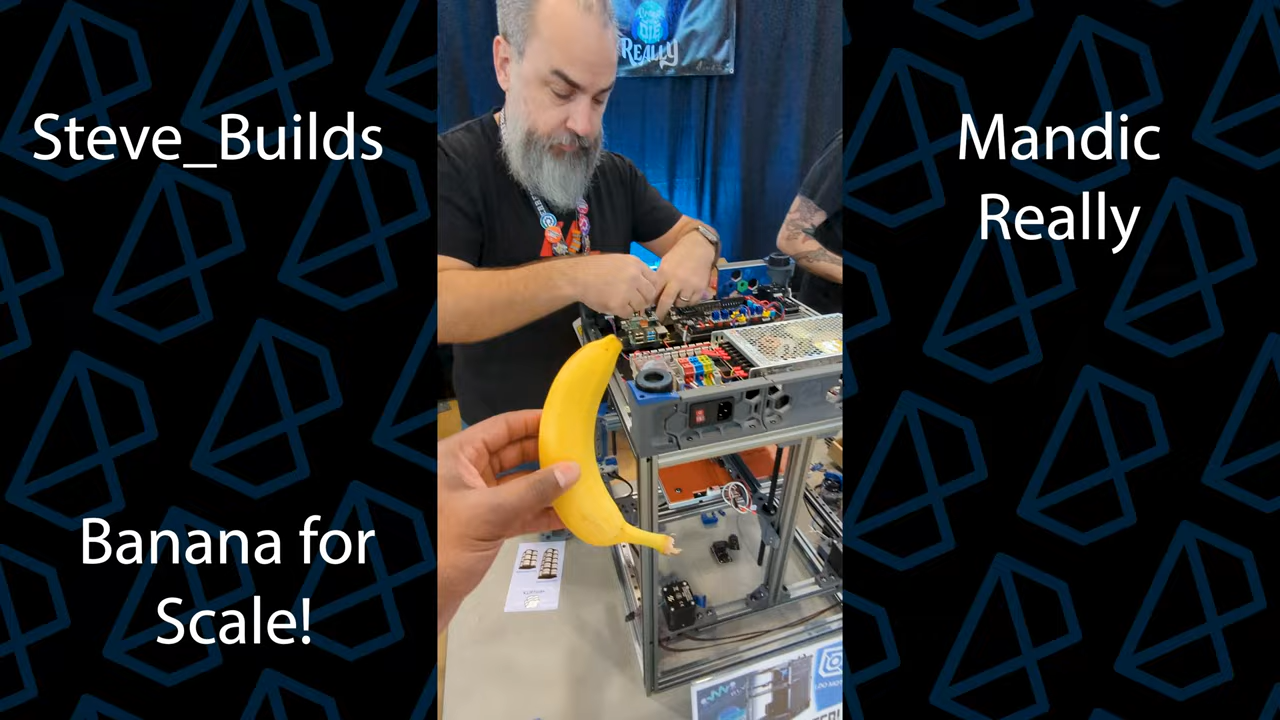 Steve_Builds
Mandic
Really
Banana for
Scale!
REALLY